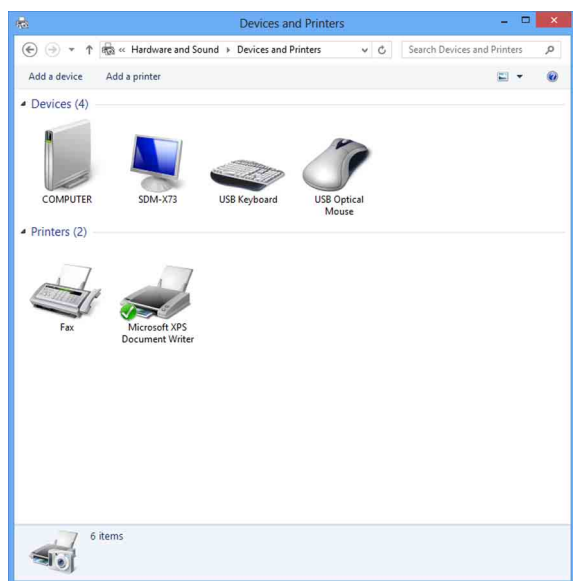 Devices and Printers
« Hardware and Sound Devices and Printers
Search Devices and Printers
Add a device Add a printer
Devices (4)
COMPUTER SDM-X73 USB Keyboard USB Optical
Mouse
Printers (2)
Fax Microsoft XPS
Document Writer
6 items